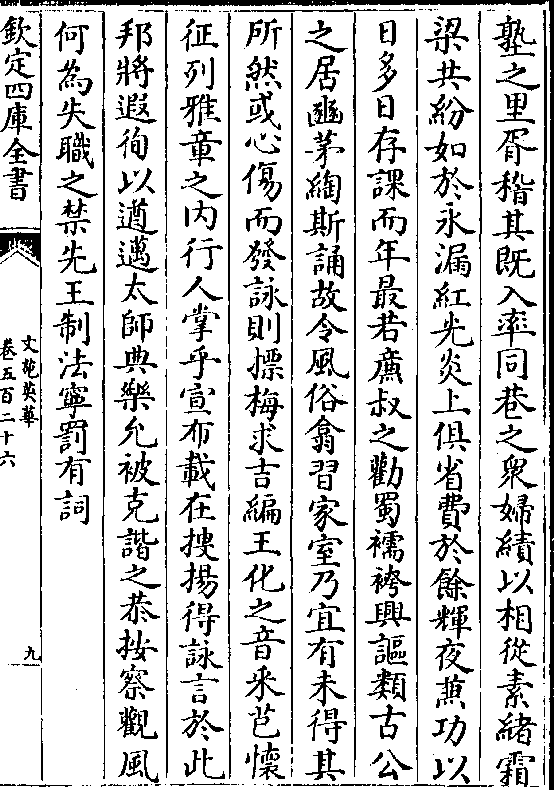 塾之里胥稽其既入率同巷之衆婦績以相從素緒霜
梁共紛如於永漏紅光炎上俱省費於餘輝夜燕功以
日多日存課而年最若廉叔之勸蜀襦袴興謳類古公
之居豳茅綯斯誦故令風俗翕習家室乃宜有未得其
所然或心傷而發詠則摽梅求吉編王化之音采芑懷
征列雅章之内行人掌乎宣布載在捜揚得詠言於此
邦將遐徇以遒邁太師典樂允被克諧之恭按察觀風
何為失職之禁先王制法寧罰有詞
欽定四庫全書
文苑英華
卷五百二十六
九